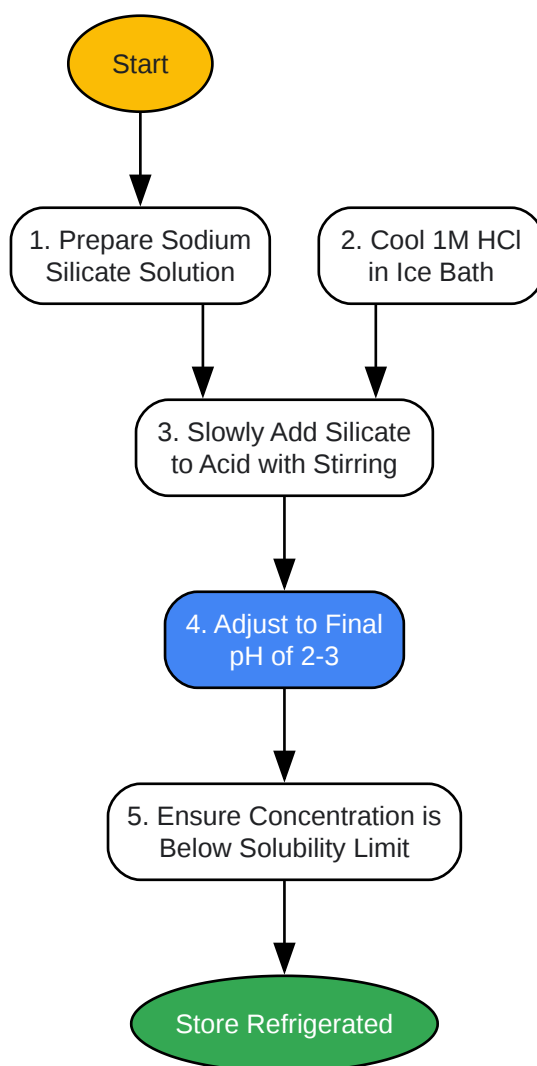 Start
1. Prepare Sodium
Silicate Solution
2. Cool 1M HCl
in Ice Bath
3. Slowly Add Silicate
to Acid with Stirring
4. Adjust to Final
pH of 2-3
5. Ensure Concentration is
Below Solubility Limit
Store Refrigerated